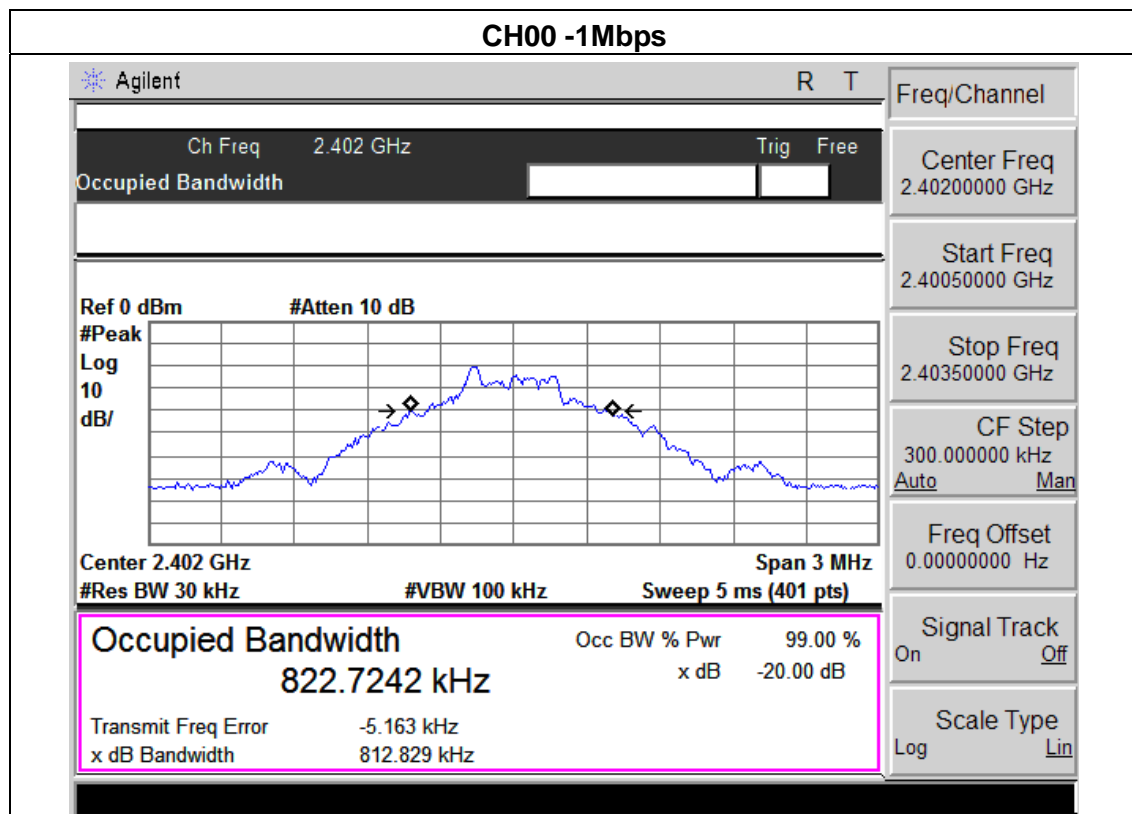 CH00 -1Mbps
Agilent R T
Ch Freq 2.402 GHz Trig Free
Occupied Bandwidth
Ref 0 dBm #Atten 10 dB
#Peak
Log
10
dB/
Center 2.402 GHz Span 3 MHz
#Res BW 30 kHz #VBW 100 kHz Sweep 5 ms (401 pts)
Occupied Bandwidth Occ BW % Pwr 99.00 %
822.7242 kHz x dB -20.00 dB
Transmit Freq Error -5.163 kHz
x dB Bandwidth 812.829 kHz
Freq/Channel
Center Freq
2.40200000 GHz
Start Freq
2.40050000 GHz
Stop Freq
2.40350000 GHz
CF Step
300.000000 kHz
Auto Man
Freq Offset
0.00000000 Hz
Signal Track
On Off
Scale Type
Log Lin